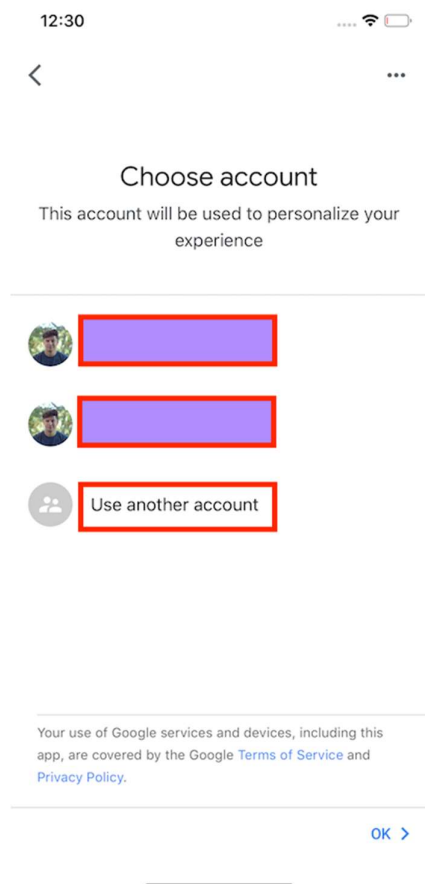 12:30
Choose account
This account will be used to personalize your
experience
Use another account
Your use of Google services and devices, including this
app, are covered by the Google Terms of Service and
Privacy Policy.
OK